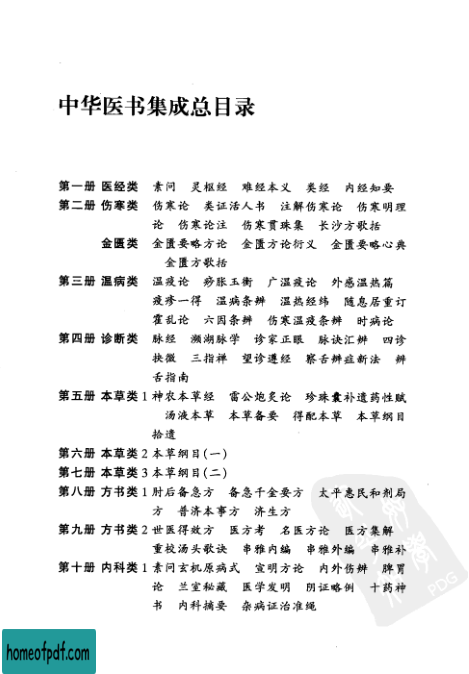 中华医书集成总目录
第一册 医经类 素问 灵枢经 难经本义 类经 内经知要
第二册 伤寒类 伤寒论 类证活人书 注解伤寒论 伤寒明理
论 伤寒论注 伤寒贯珠集 长沙方歌括
金匮类 金匮要略方论 金匮方论衍义 金匮要略心典
金匮方歌括
第三册 温病类 温疫论 痧胀玉衡 广温疫论 外感温热篇
疫疹一得 温病条辨 温热经纬 随息居重订
霍乱论 六因条辨 伤寒温疫条辨 时病论
第四册 诊断类 脉经 濒湖脉学 诊家正眼 脉诀汇辨 四诊
抉微 三指禅 望诊遵经 察舌辨症新法 辨
舌指南
第五册 本草类1 神农本草经 雷公炮炙论 珍珠囊补遗药性赋
汤液本草 本草备要 得配本草 本草纲目
拾遗
第六册 本草类2 本草纲目(一)
第七册 本草类3 本草纲目(二)
第八册 方书类1 肘后备急方 备急千金要方 太平惠民和剂局
方 普济本事方 济生方
第九册 方书类2 世医得效方 医方考 名医方论 医方集解
重校汤头歌诀 串雅内编 串雅外编 串雅补
第十册 内科类1 素问玄机原病式 宣明方论 内外伤辨 脾胃
论 兰室秘藏 医学发明 阴证略例 十药神
书 内科摘要 杂病证治准绳
PDG
homeofpdf.com